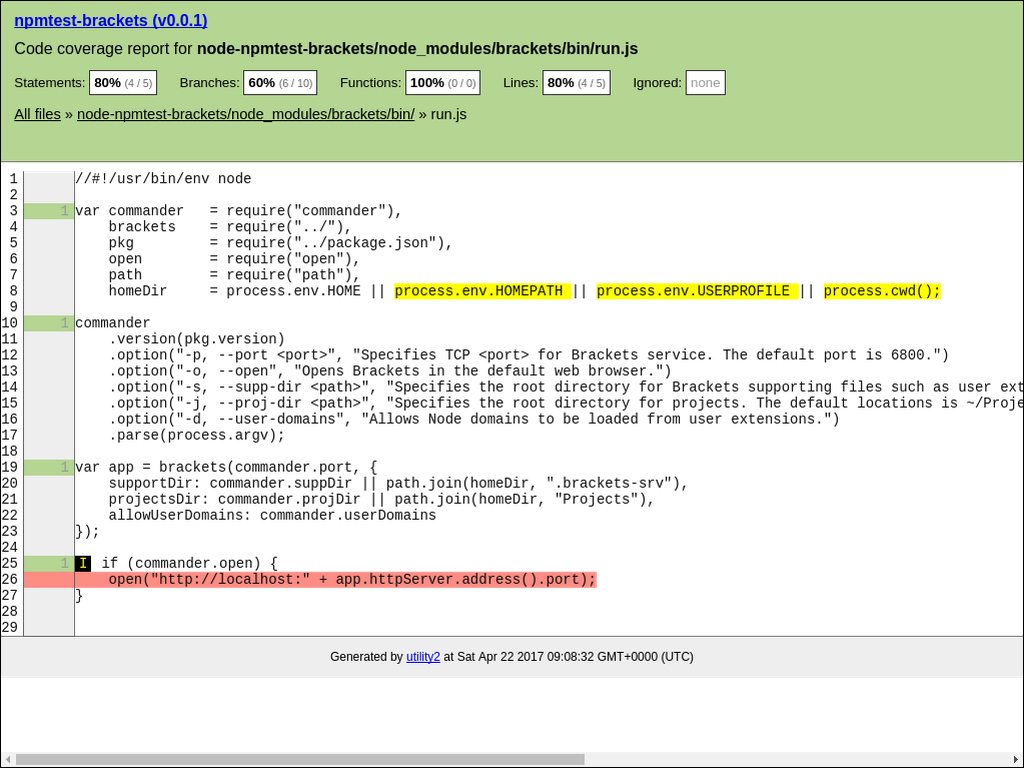 npmtest-brackets (v0.0.1)
Code coverage report for node-npmtest-brackets/node_modules/brackets/bin/run.js
Statements: 80% (4 / 5) Branches: 60% (6 / 10) Functions: 100% (0 / 0) Lines: 80% (4 / 5) Ignored: none
All files » node-npmtest-brackets/node_modules/brackets/bin/ » run.js
1 //#!/usr/bin/env node
2
3 1 var commander   = require("commander"),
4     brackets    = require("../"),
5     pkg         = require("../package.json"),
6     open        = require("open"),
7     path        = require("path"),
8     homeDir     = process.env.HOME || process.env.HOMEPATH || process.env.USERPROFILE || process.cwd();
9
10 1 commander
11     .version(pkg.version)
12     .option("-p, --port <port>", "Specifies TCP <port> for Brackets service. The default port is 6800.")
13     .option("-o, --open", "Opens Brackets in the default web browser.")
14     .option("-s, --supp-dir <path>", "Specifies the root directory for Brackets supporting files such as user ext
15     .option("-j, --proj-dir <path>", "Specifies the root directory for projects. The default locations is ~/Proje
16     .option("-d, --user-domains", "Allows Node domains to be loaded from user extensions.")
17     .parse(process.argv);
18
19 1 var app = brackets(commander.port, {
20     supportDir: commander.suppDir || path.join(homeDir, ".brackets-srv"),
21     projectsDir: commander.projDir || path.join(homeDir, "Projects"),
22     allowUserDomains: commander.userDomains
23 });
24
25 1 I if (commander.open) {
26     open("http://localhost:" + app.httpServer.address().port);
27 }
28
29
Generated by utility2 at Sat Apr 22 2017 09:08:32 GMT+0000 (UTC)